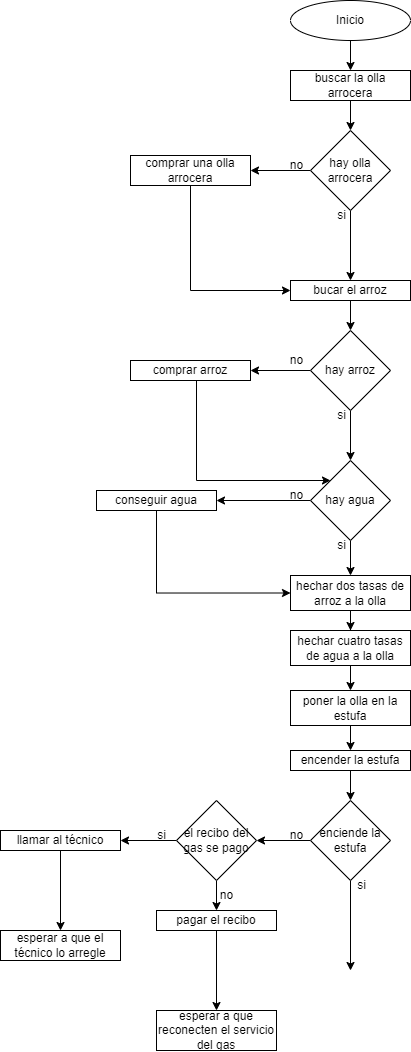 Inicio
buscar la olla
arrocera
hay olla
arrocera
no
comprar una olla
arrocera
si
bucar el arroz
hay arroz
no
comprar arroz
si
hay agua
no
conseguir agua
si
hechar dos tasas de
arroz a la olla
hechar cuatro tasas
de agua a la olla
poner la olla en la
estufa
encender la estufa
enciende la
estufa
no
el recibo del
gas se pago
si
llamar al técnico
si
no
pagar el recibo
esperar a que el
técnico lo arregle
esperar a que
reconecten el servicio
del gas